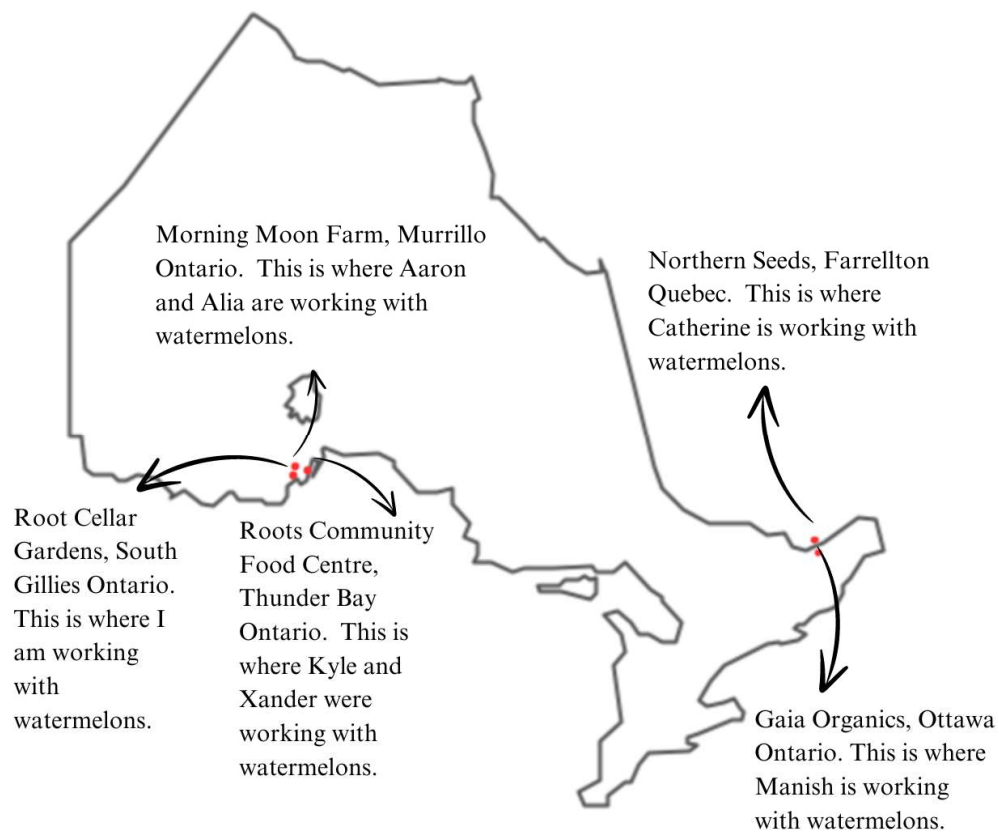 Morning Moon Farm, Murrillo
Ontario. This is where Aaron
and Alia are working with
watermelons.
Northern Seeds, Farrellton
Quebec. This is where
Catherine is working with
watermelons.
Root Cellar
Gardens, South
Gillies Ontario.
This is where I
am working
with
watermelons.
Roots Community
Food Centre,
Thunder Bay
Ontario. This is
where Kyle and
Xander were
working with
watermelons.
Gaia Organics, Ottawa
Ontario. This is where
Manish is working
with watermelons.